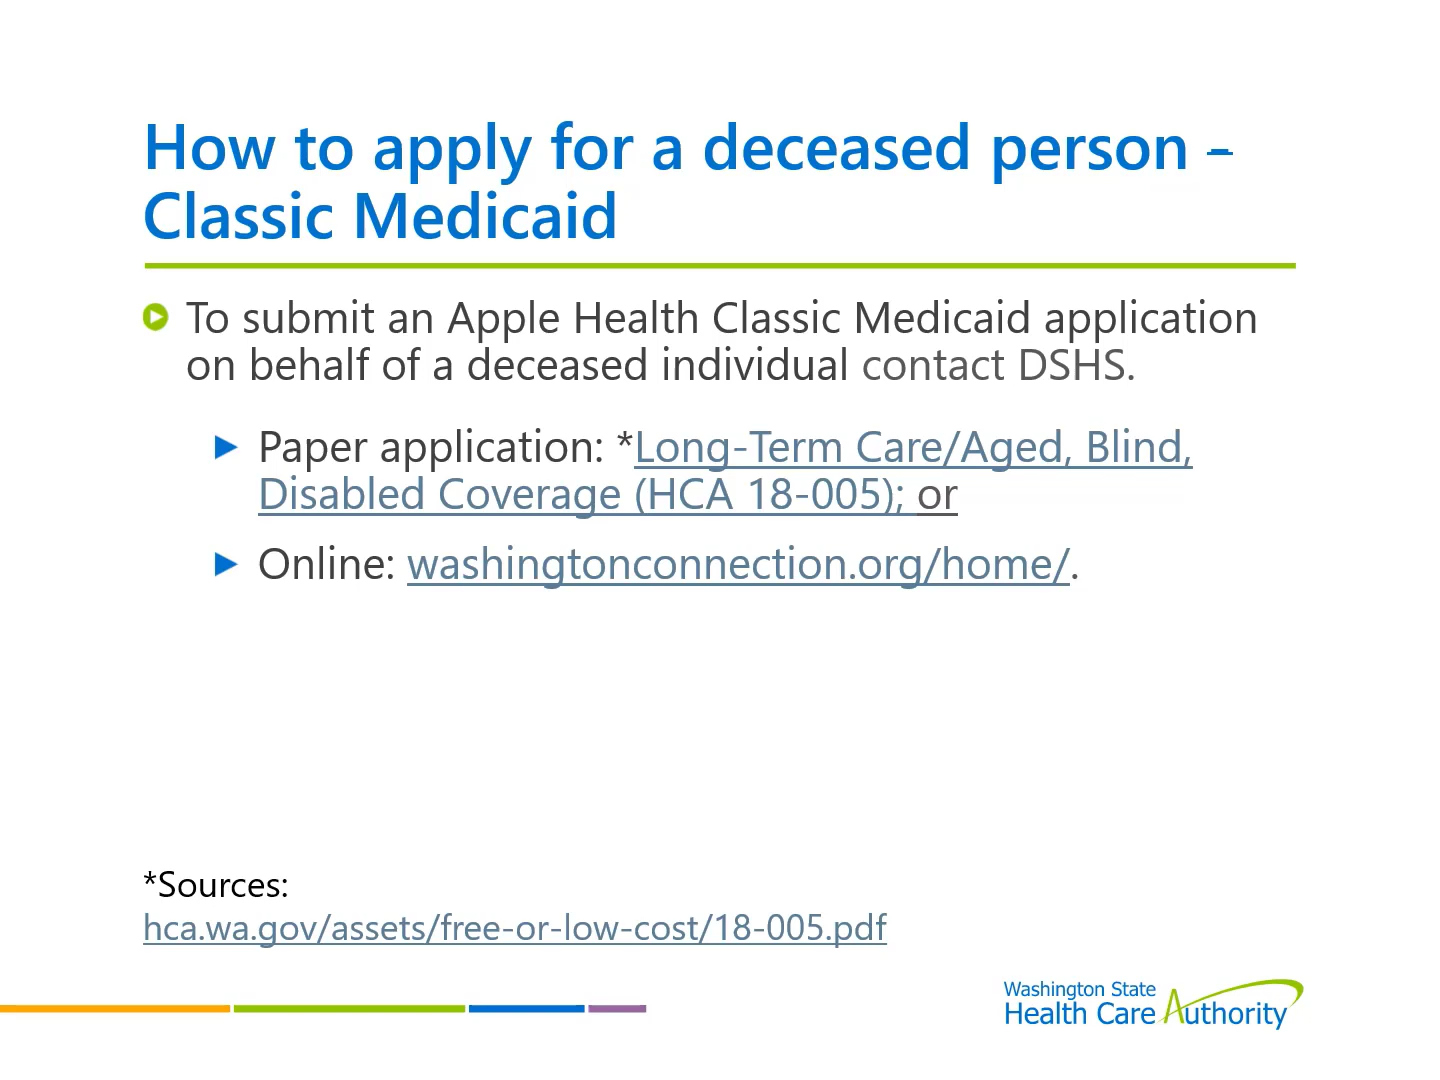 How to apply for a deceased person –
Classic Medicaid
To submit an Apple Health Classic Medicaid application
on behalf of a deceased individual contact DSHS.
Paper application: *Long-Term Care/Aged, Blind,
Disabled Coverage (HCA 18-005); or
Online: washingtonconnection.org/home/.
*Sources:
hca.wa.gov/assets/free-or-low-cost/18-005.pdf
Washington State
Health Care Authority